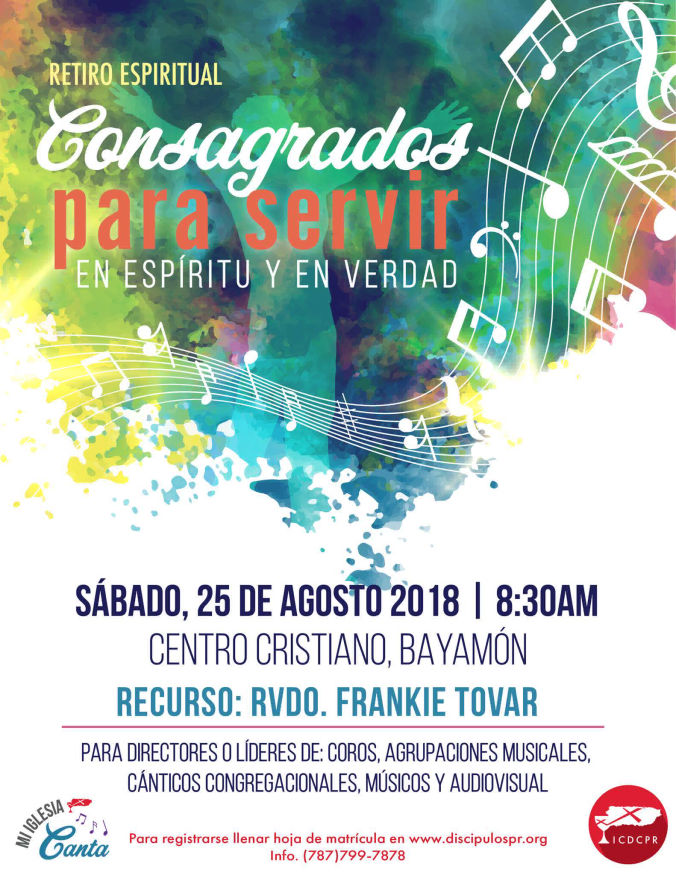 RETIRO ESPIRITUAL
Consagrados
para servir
EN ESPÍRITU Y EN VERDAD
SÁBADO, 25 DE AGOSTO 2018 | 8:30AM
CENTRO CRISTIANO, BAYAMÓN
RECURSO: RVDO. FRANKIE TOVAR
PARA DIRECTORES O LÍDERES DE: COROS, AGRUPACIONES MUSICALES,
CÁNTICOS CONGREGACIONALES, MÚSICOS Y AUDIOVISUAL
MI IGLESIA
Canta
Para registrarse llenar hoja de matrícula en www.discipulospr.org
Info. (787)799-7878
ICDCPR